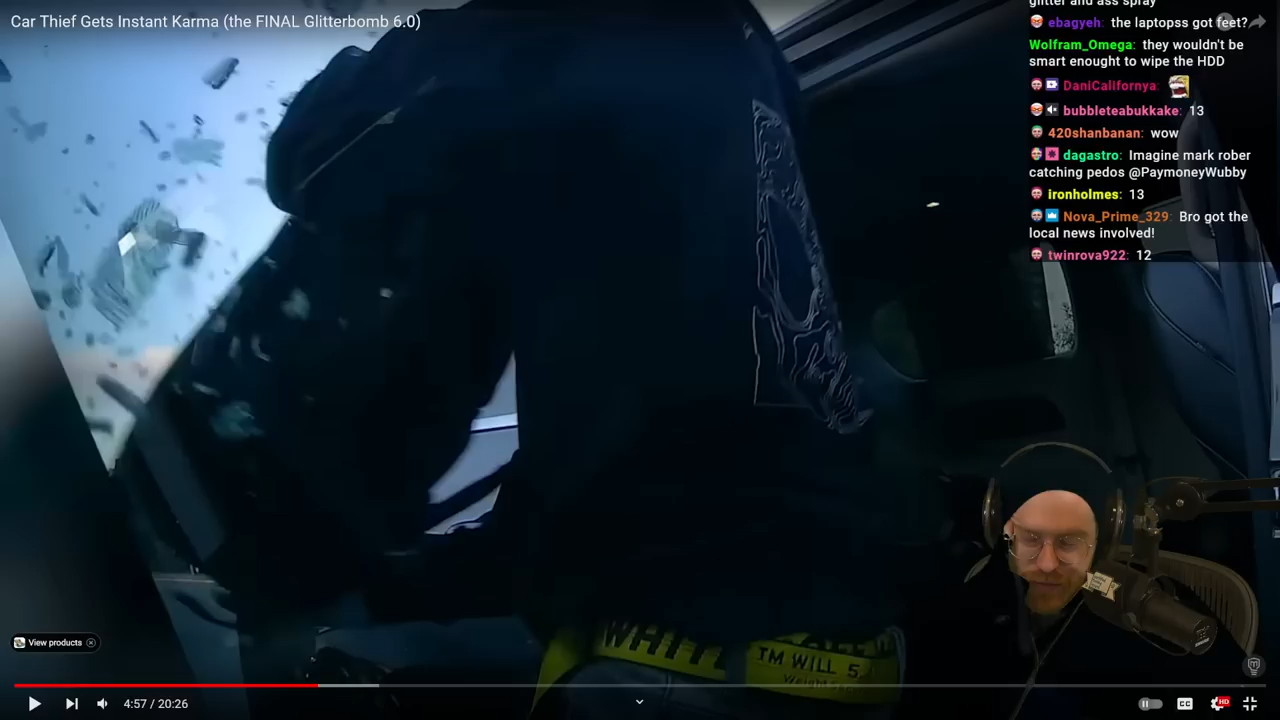 Car Thief Gets Instant Karma (the FINAL Glitterbomb 6.0)
glitter and ass spray
ebagyeh: the laptopss got feet?
Wolfram_Omega: they wouldn't be
smart enought to wipe the HDD
DaniCalifornya:
bubbleteabukkake: 13
420shanbanan: wow
dagastro: Imagine mark rober
catching pedos @PaymoneyWubby
ironholmes: 13
Nova_Prime_329: Bro got the
local news involved!
twinrova922: 12
WHIT
TM WILL 5
View products
4:57 / 20:26
CC
HD